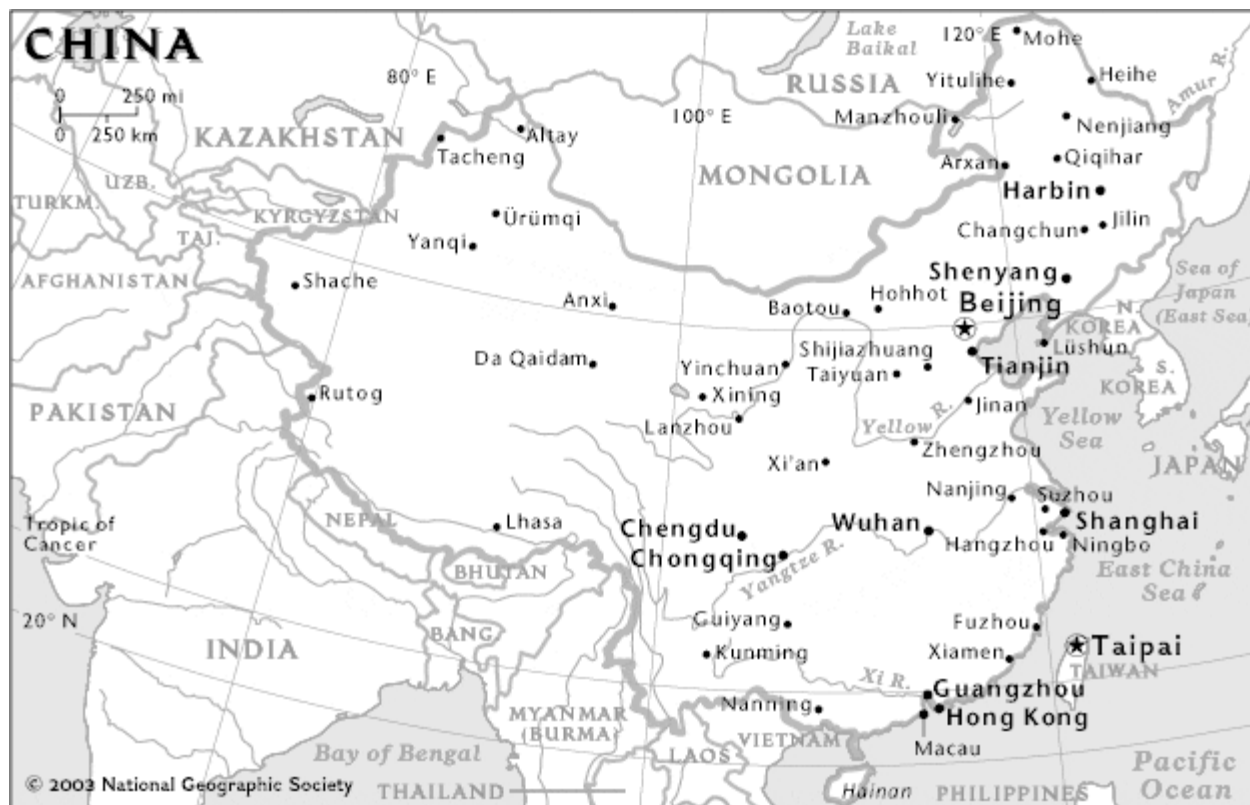 CHINA
0 250 mi
0 250 km
80° E
100° E
120° E
Lake
Baikal
RUSSIA
Mohe
Yitulihe
Heihe
Amur R.
Manzhouli
Nenjiang
KAZAKHSTAN
Altay
Tacheng
Arxan
Qiqihar
MONGOLIA
UZB.
TURKM.
KYRGYZSTAN
Harbin
Ürümqi
Jilin
Changchun
TAJ.
Yanqi
AFGHANISTAN
Shache
Shenyang
Sea of
Japan
(East Sea)
Anxi
Baotou
Hohhot
Beijing
N.
KOREA
Lüshun
Da Qaidam
Yinchuan
Shijiazhuang
Taiyuan
Tianjin
S.
KOREA
Rutog
Xining
Jinan
PAKISTAN
Lanzhou
Yellow R.
Yellow
Sea
Zhengzhou
Xi'an
JAPAN
Nanjing
Suzhou
Tropic of
Cancer
NEPAL
Lhasa
Chengdu
Wuhan
Shanghai
Chongqing
Hangzhou
Ningbo
Yangtze R.
BHUTAN
East China
Sea
20° N
INDIA
BANG.
Guiyang
Fuzhou
Kunming
Xiamen
Taipai
TAIWAN
Xi R.
Guangzhou
Nanning
Hong Kong
MYANMAR
(BURMA)
Macau
VIETNAM
LAOS
Bay of Bengal
Pacific
Ocean
© 2003 National Geographic Society
THAILAND
Hainan
PHILIPPINES